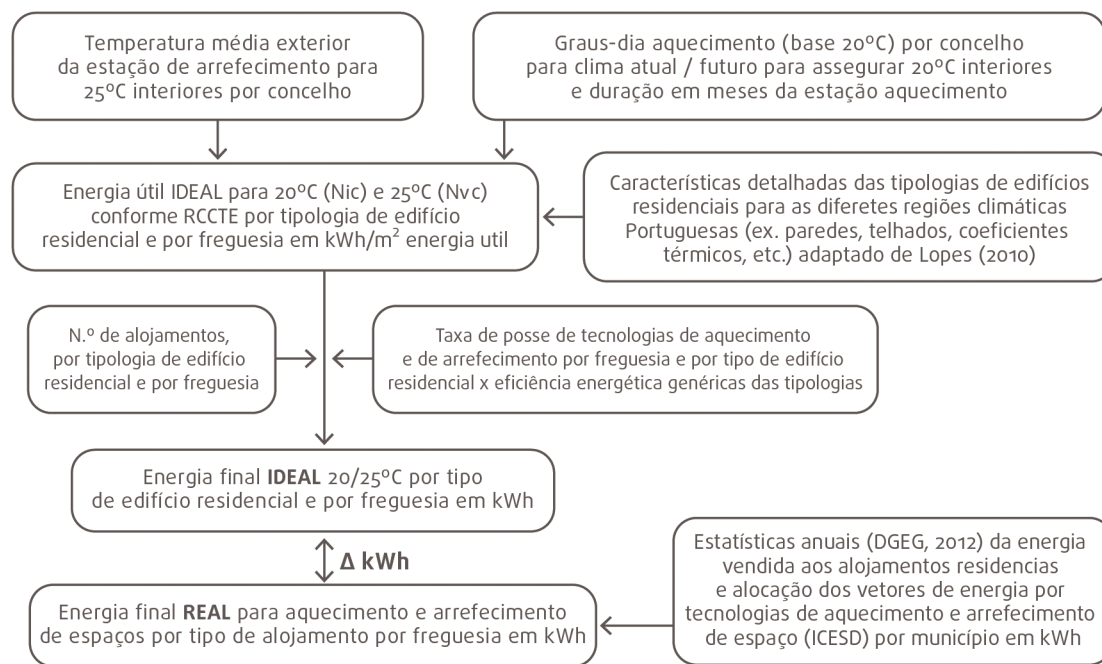 Temperatura média exterior
da estação de arrefecimento para
25ºC interiores por concelho
Graus-dia aquecimento (base 20ºC) por concelho
para clima atual / futuro para assegurar 20ºC interiores
e duração em meses da estação aquecimento
Energia útil IDEAL para 20ºC (Nic) e 25ºC (Nvc)
conforme RCCTE por tipologia de edifício
residencial e por freguesia em kWh/m² energia util
Características detalhadas das tipologias de edifícios
residenciais para as diferetes regiões climáticas
Portuguesas (ex. paredes, telhados, coeficientes
térmicos, etc.) adaptado de Lopes (2010)
N.º de alojamentos,
por tipologia de edifício
residencial e por freguesia
Taxa de posse de tecnologias de aquecimento
e de arrefecimento por freguesia e por tipo de edifício
residencial x eficiência energética genéricas das tipologias
Energia final IDEAL 20/25ºC por tipo
de edifício residencial e por freguesia em kWh
Δ kWh
Energia final REAL para aquecimento e arrefecimento
de espaços por tipo de alojamento por freguesia em kWh
Estatísticas anuais (DGEG, 2012) da energia
vendida aos alojamentos residencias
e alocação dos vetores de energia por
tecnologias de aquecimento e arrefecimento
de espaço (ICESD) por município em kWh